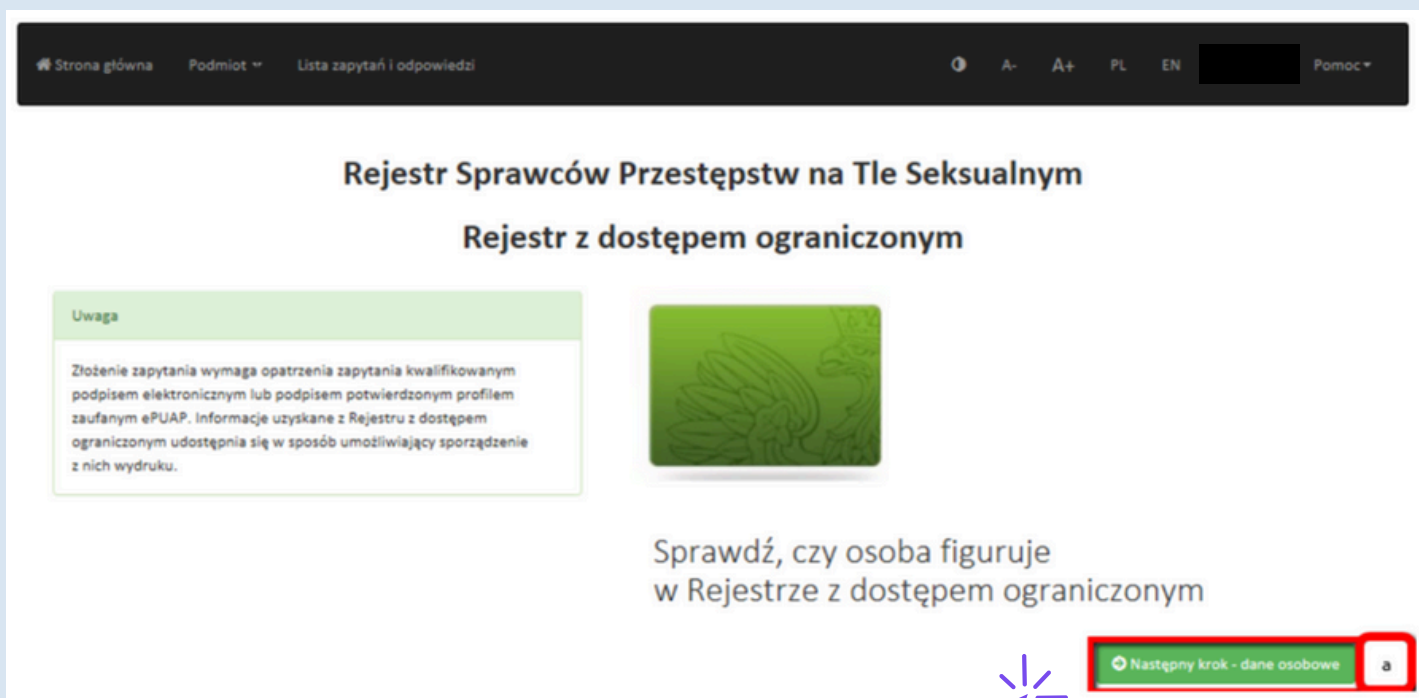 Strona główna Podmiot Lista zapytań i odpowiedzi A- A+ PL EN Pomoc
Rejestr Sprawców Przestępstw na Tle Seksualnym
Rejestr z dostępem ograniczonym
Uwaga
Złożenie zapytania wymaga opatrzenia zapytania kwalifikowanym
podpisem elektronicznym lub podpisem potwierdzonym profilem
zaufanym ePUAP. Informacje uzyskane z Rejestru z dostępem
ograniczonym udostępnia się w sposób umożliwiający sporządzenie
z nich wydruku.
Sprawdź, czy osoba figuruje
w Rejestrze z dostępem ograniczonym
Następny krok - dane osobowe a